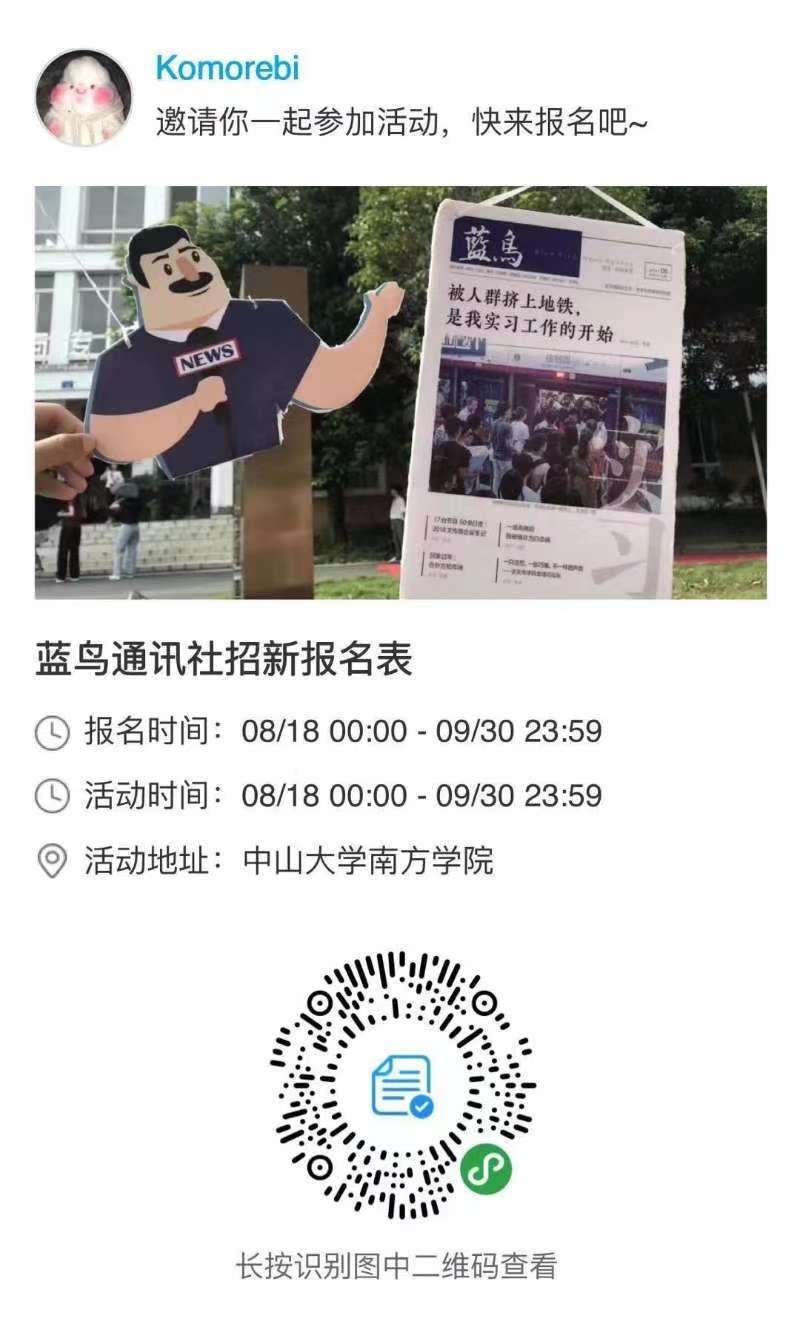 Komorebi
邀请你一起参加活动，快来报名吧~
NEWS
蓝鸟
被人群挤上地铁，
是我实习工作的开始
蓝鸟通讯社招新报名表
报名时间：08/18 00:00 - 09/30 23:59
活动时间：08/18 00:00 - 09/30 23:59
活动地址：中山大学南方学院
长按识别图中二维码查看